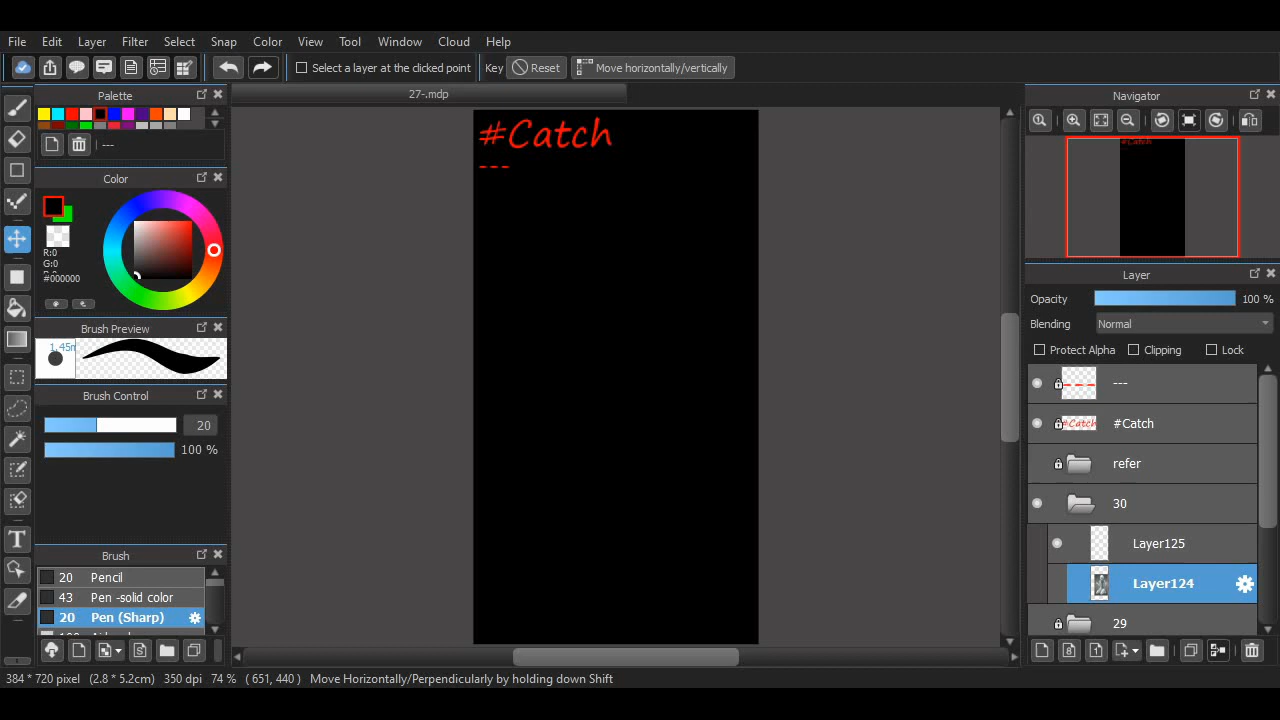 File Edit Layer Filter Select Snap Color View Tool Window Cloud Help
Select a layer at the clicked point Key Reset Move horizontally/vertically
Palette
---
Color
R:0
G:0
#000000
Brush Preview
Brush Control
20
100 %
Brush
20 Pencil
43 Pen -solid color
20 Pen (Sharp)
27-.mdp
#Catch
---
Navigator
#Catch
Layer
Opacity 100 %
Blending Normal
Protect Alpha Clipping Lock
---
#Catch #Catch
refer
30
Layer125
Layer124
29
384 * 720 pixel (2.8 * 5.2cm) 350 dpi 74 % ( 651, 440 ) Move Horizontally/Perpendicularly by holding down Shift